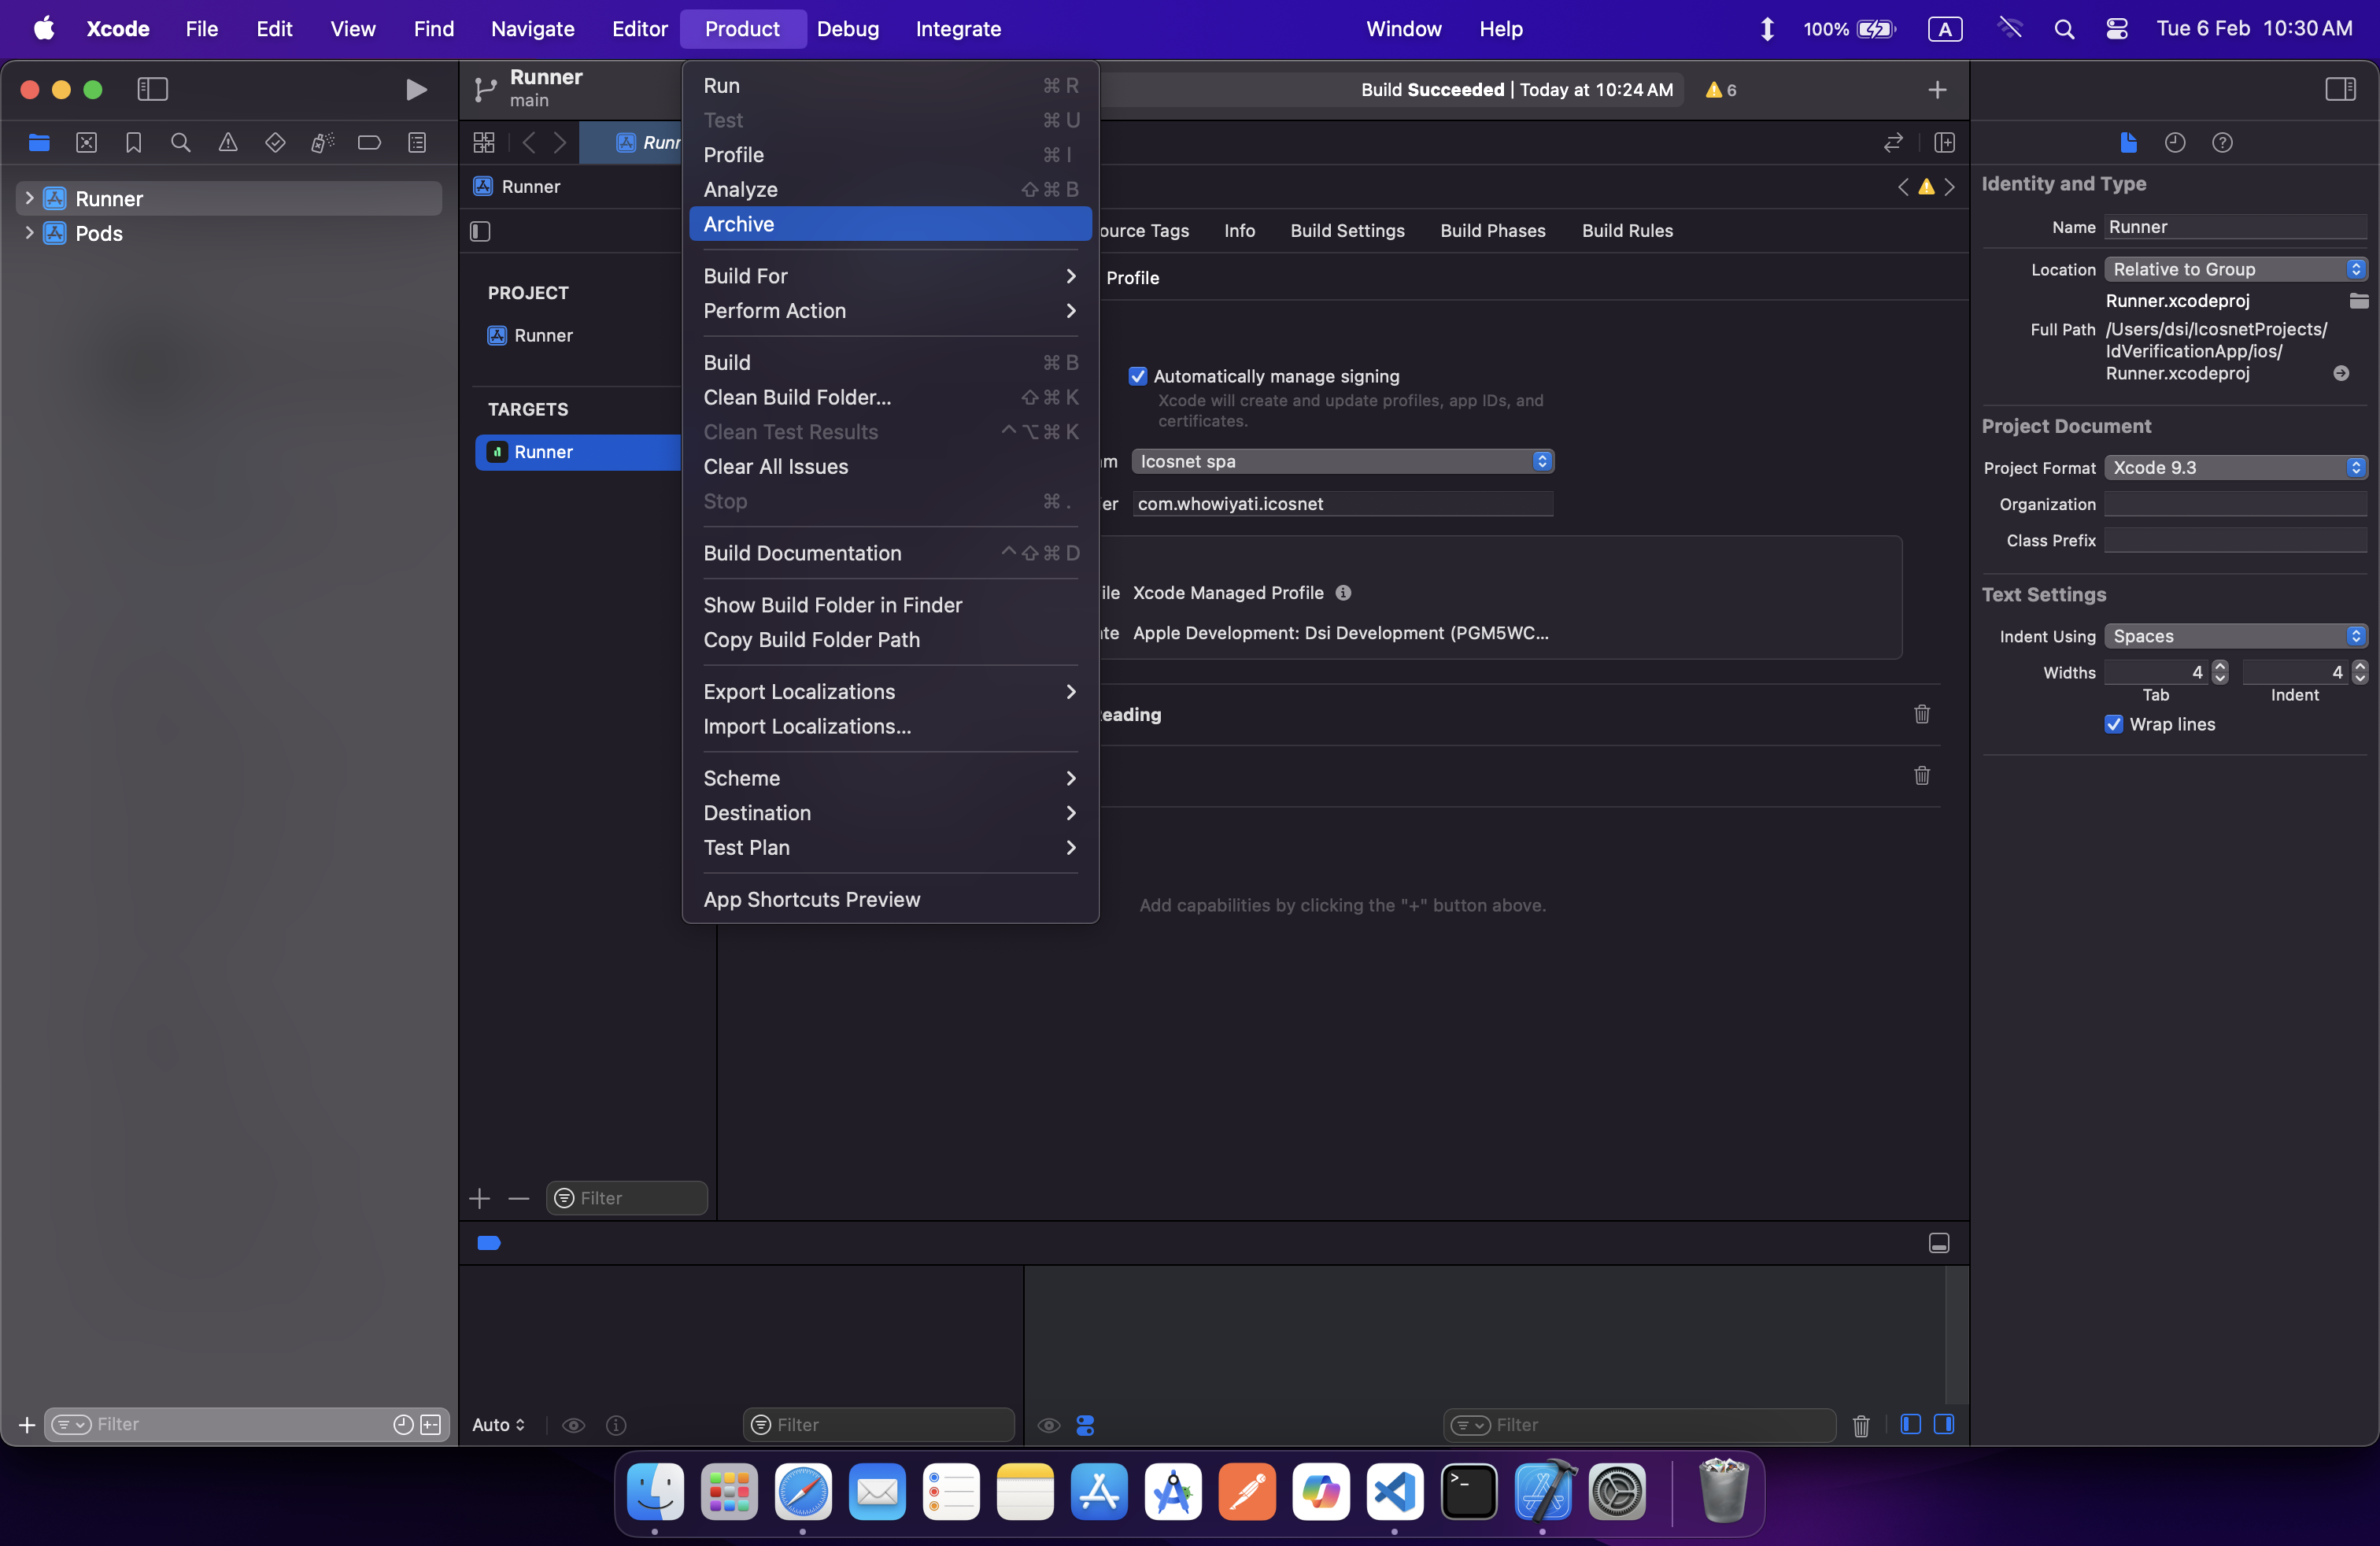 Xcode File Edit View Find Navigate Editor Product Debug Integrate Window Help 100% A Tue 6 Feb 10:30 AM
Runner
main
Build Succeeded | Today at 10:24 AM
6
Runner
Runner
Pods
Runner
ource Tags Info Build Settings Build Phases Build Rules
PROJECT
Runner
TARGETS
Runner
Filter
Run ⌘ R
Test ⌘ U
Profile ⌘ I
Analyze ⇧ ⌘ B
Archive
Build For
Perform Action
Build ⌘ B
Clean Build Folder... ⇧ ⌘ K
Clean Test Results ^ ⌥ ⌘ K
Clear All Issues
Stop ⌘ .
Build Documentation ^ ⇧ ⌘ D
Show Build Folder in Finder
Copy Build Folder Path
Export Localizations
Import Localizations...
Scheme
Destination
Test Plan
App Shortcuts Preview
Profile
Automatically manage signing
Xcode will create and update profiles, app IDs, and
certificates.
am Icosnet spa
er com.whowiyati.icosnet
ile Xcode Managed Profile
ate Apple Development: Dsi Development (PGM5WC...
eading
Add capabilities by clicking the "+" button above.
Identity and Type
Name Runner
Location Relative to Group
Runner.xcodeproj
Full Path /Users/dsi/IcosnetProjects/
IdVerificationApp/ios/
Runner.xcodeproj
Project Document
Project Format Xcode 9.3
Organization
Class Prefix
Text Settings
Indent Using Spaces
Widths 4 4
Tab Indent
Wrap lines
Filter
Auto
Filter
Filter